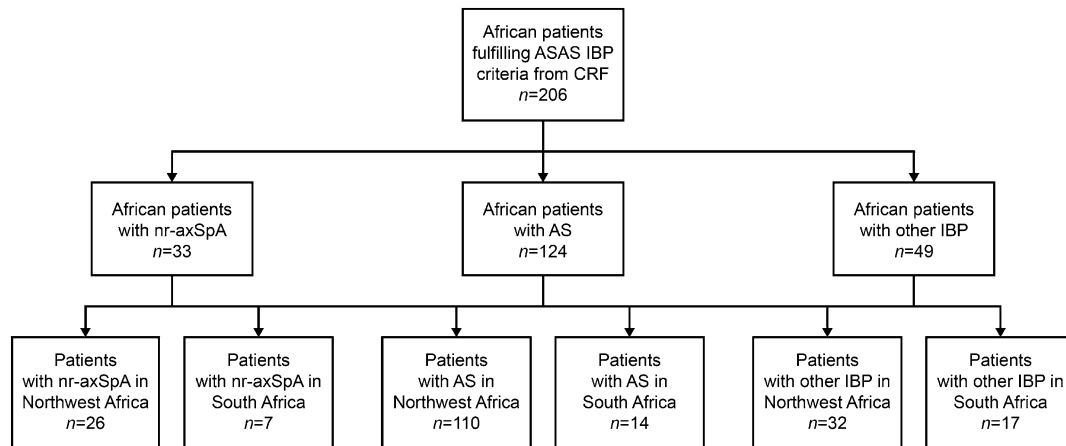 African patients
fulfilling ASAS IBP
criteria from CRF
n=206
African patients
with nr-axSpA
n=33
African patients
with AS
n=124
African patients
with other IBP
n=49
Patients
with nr-axSpA in
Northwest Africa
n=26
Patients
with nr-axSpA in
South Africa
n=7
Patients
with AS in
Northwest Africa
n=110
Patients
with AS in
South Africa
n=14
Patients
with other IBP in
Northwest Africa
n=32
Patients
with other IBP in
South Africa
n=17